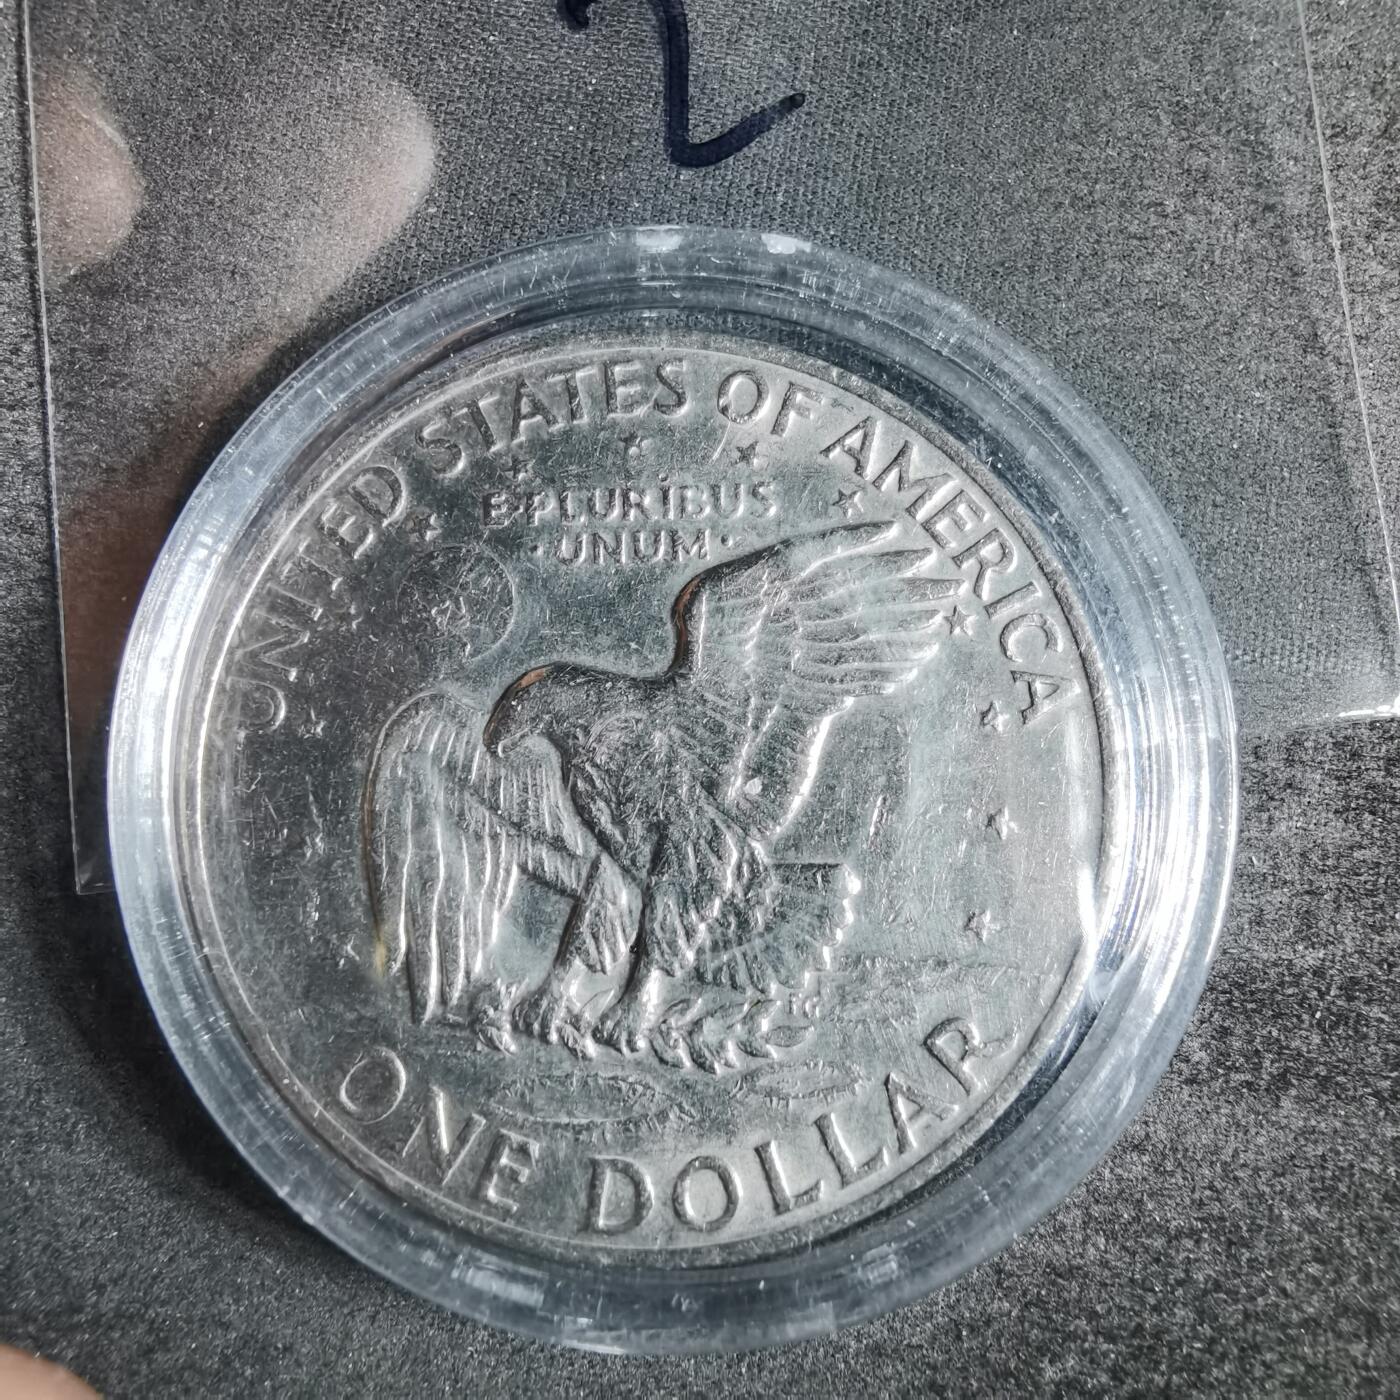 2
UNITED STATES OF AMERICA
E·PLURIBUS
·UNUM·
ONE DOLLAR